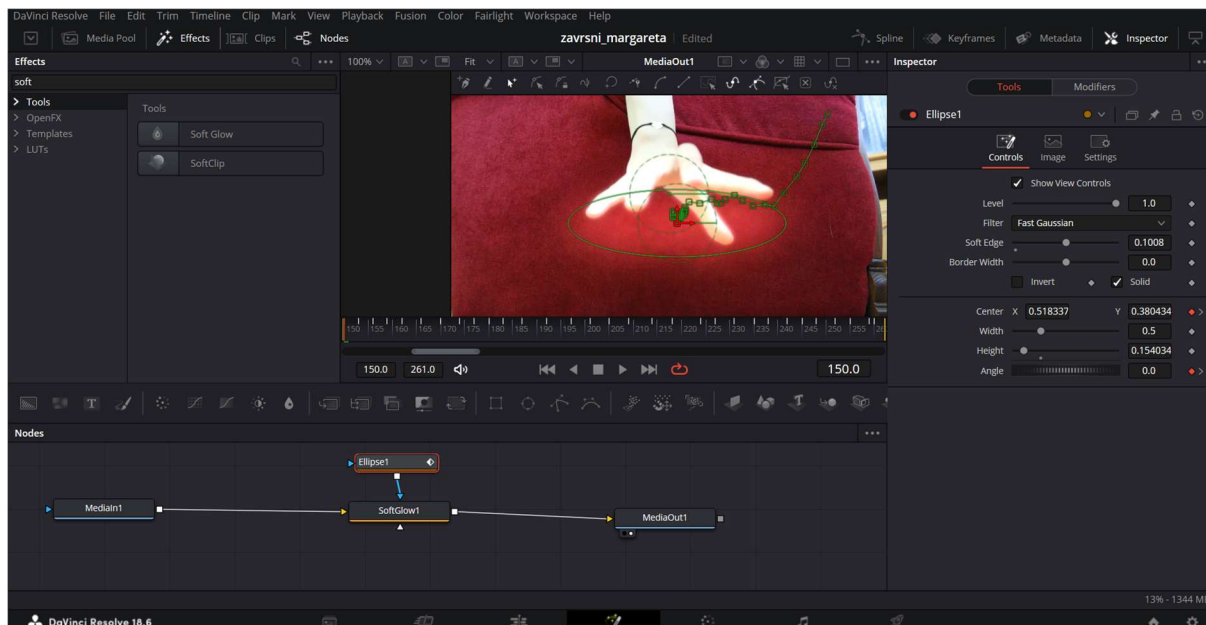 DaVinci Resolve File Edit Trim Timeline Clip Mark View Playback Fusion Color Fairlight Workspace Help
Media Pool Effects Clips Nodes zavrsni_margareta Edited Spline Keyframes Metadata Inspector
Effects 100% Fit MediaOut1 Inspector
soft
Tools
OpenFX
Templates
LUTs
Tools
Soft Glow
SoftClip
150 155 160 165 170 175 180 185 190 195 200 205 210 215 220 225 230 235 240 245 250 255
150.0 261.0 150.0
Tools Modifiers
Ellipse1
Controls Image Settings
Show View Controls
Level 1.0
Filter Fast Gaussian
Soft Edge 0.1008
Border Width 0.0
Invert Solid
Center X 0.518337 Y 0.380434
Width 0.5
Height 0.154034
Angle 0.0
Nodes
Ellipse1
MediaIn1
SoftGlow1
MediaOut1
13% - 1344 M
DaVinci Resolve 18.6